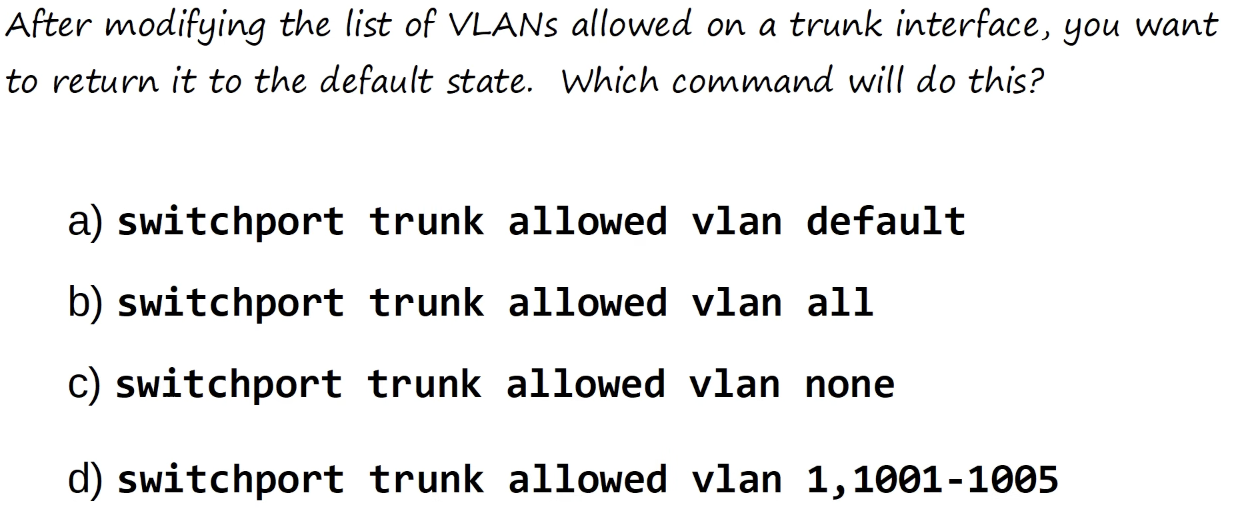 After modifying the list of VLANs allowed on a trunk interface, you want
to return it to the default state. Which command will do this?
a) switchport trunk allowed vlan default
b) switchport trunk allowed vlan all
c) switchport trunk allowed vlan none
d) switchport trunk allowed vlan 1,1001-1005